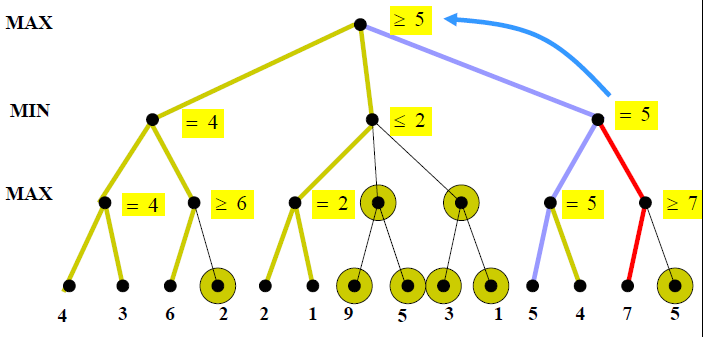 MAX ≥ 5
MIN = 4 ≤ 2 = 5
MAX = 4 ≥ 6 = 2 = 5 ≥ 7
4 3 6 2 2 1 9 5 3 1 5 4 7 5